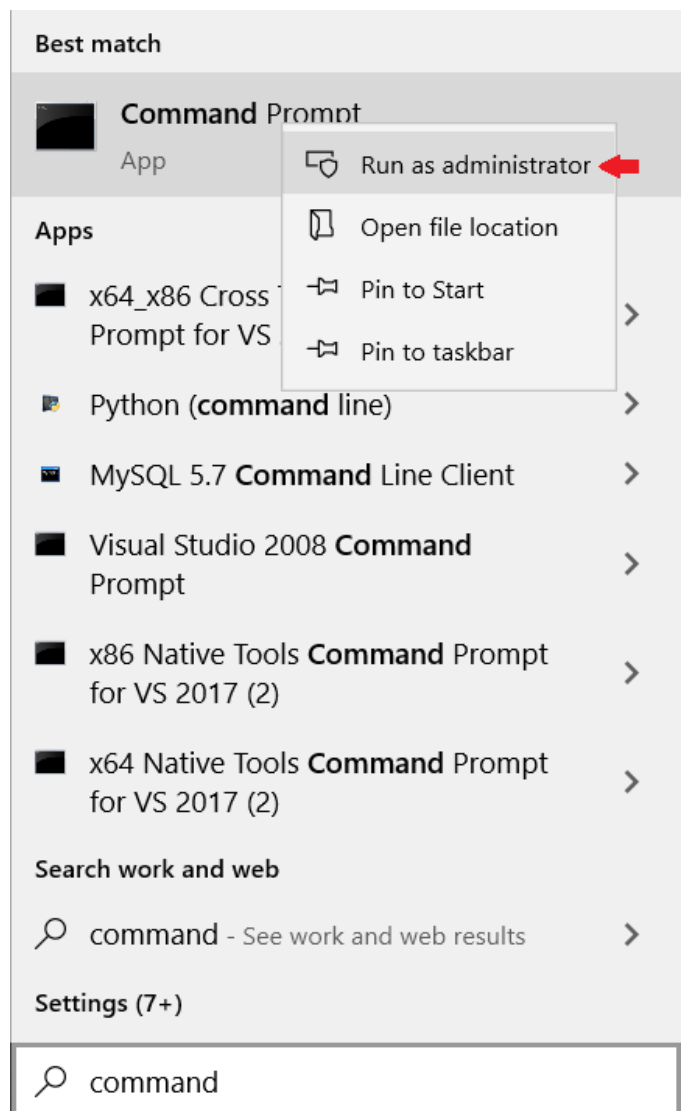 Best match
Command Prompt
App
Run as administrator
Open file location
Pin to Start
Pin to taskbar
Apps
x64_x86 Cross
Prompt for VS
Python (command line)
MySQL 5.7 Command Line Client
Visual Studio 2008 Command
Prompt
x86 Native Tools Command Prompt
for VS 2017 (2)
x64 Native Tools Command Prompt
for VS 2017 (2)
Search work and web
command - See work and web results
Settings (7+)
command